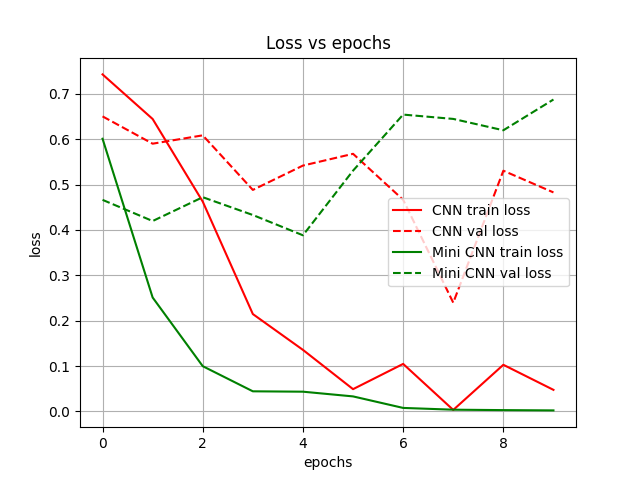 Loss vs epochs
0.7
0.6
0.5
0.4
0.3
0.2
0.1
0.0
loss
CNN train loss
CNN val loss
Mini CNN train loss
Mini CNN val loss
0 2 4 6 8
epochs